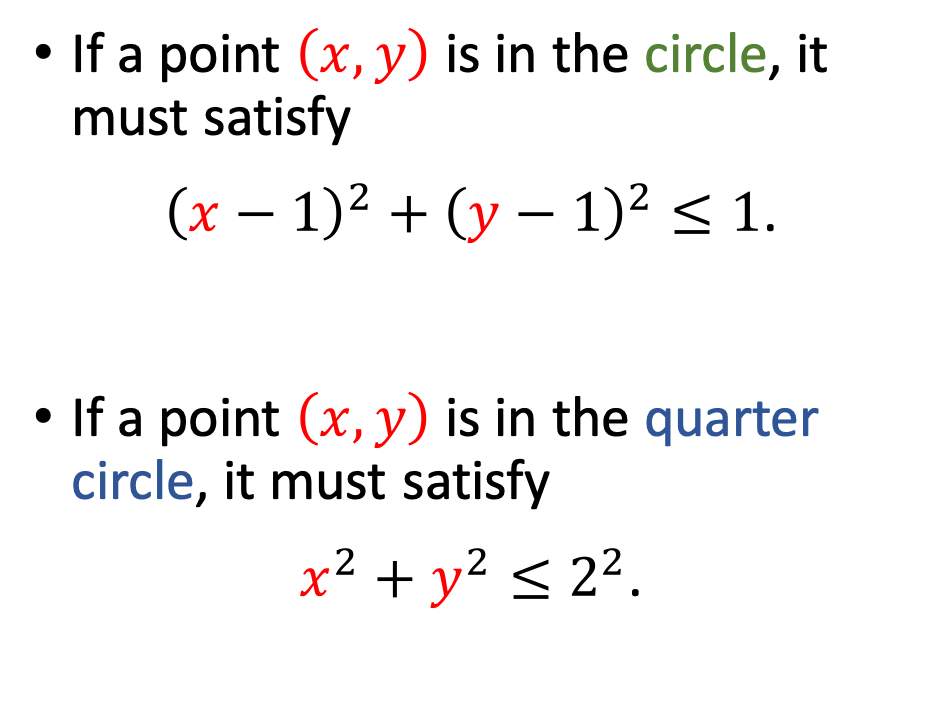 • If a point (x, y) is in the circle, it
must satisfy
(x − 1)² + (y − 1)² ≤ 1.
• If a point (x, y) is in the quarter
circle, it must satisfy
x² + y² ≤ 2².